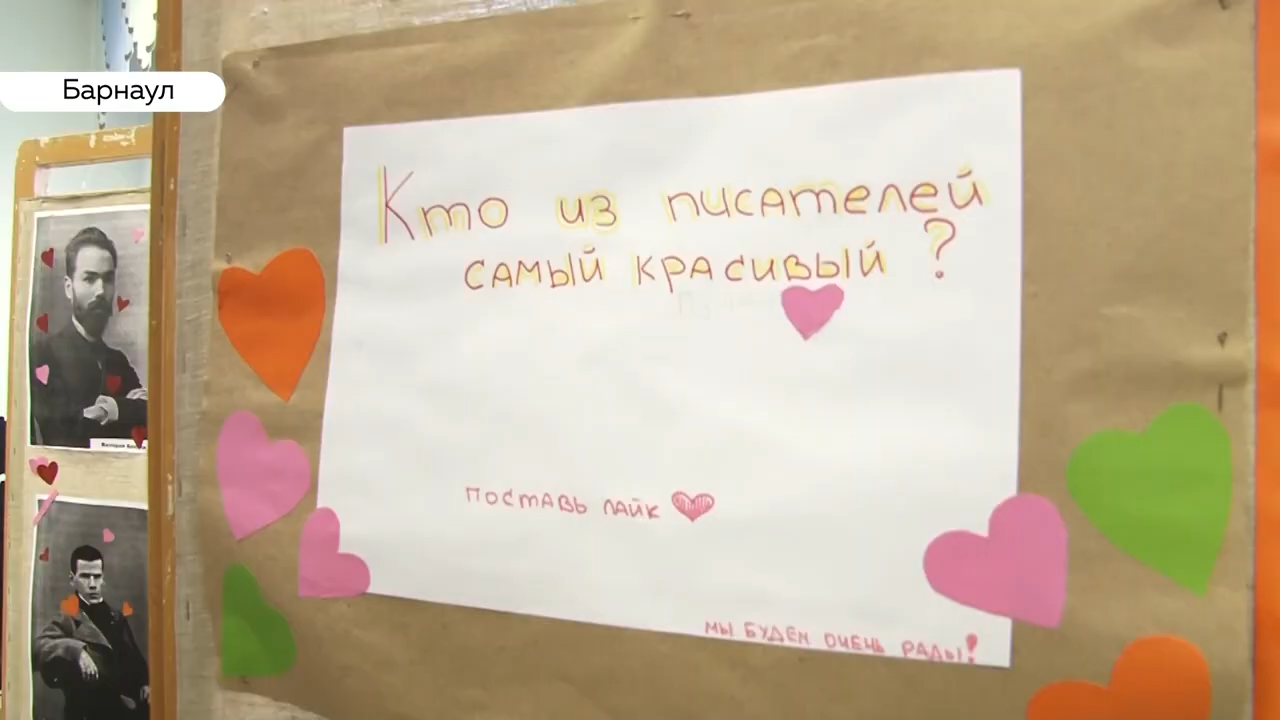 Барнаул
Кто из писателей
самый красивый ?
поставь лайк
мы будем очень рады!